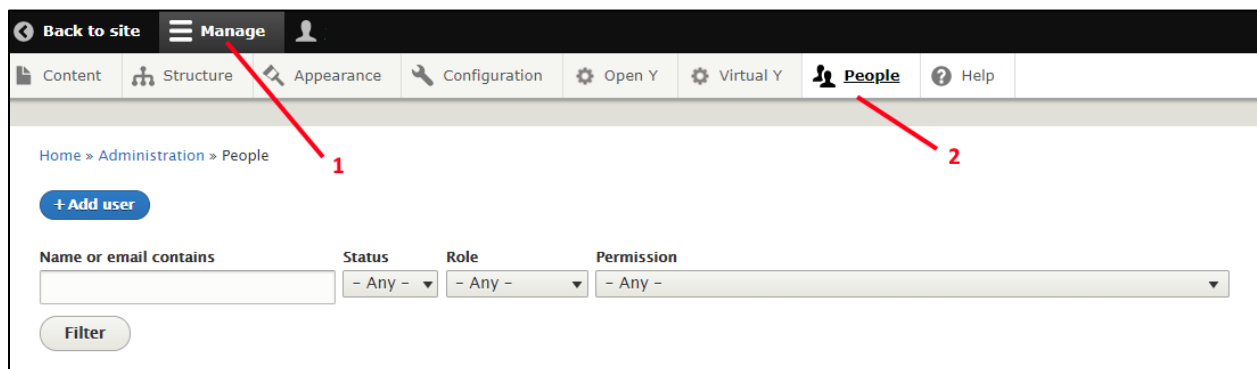 Back to site Manage
Content Structure Appearance Configuration Open Y Virtual Y People Help
Home » Administration » People
1
2
+Add user
Name or email contains Status Role Permission
- Any - - Any - - Any -
Filter